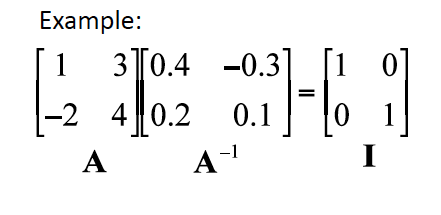 Example:
[1 3] [0.4 −0.3] = [1 0]
[−2 4] [0.2 0.1] [0 1]
A A⁻¹ I